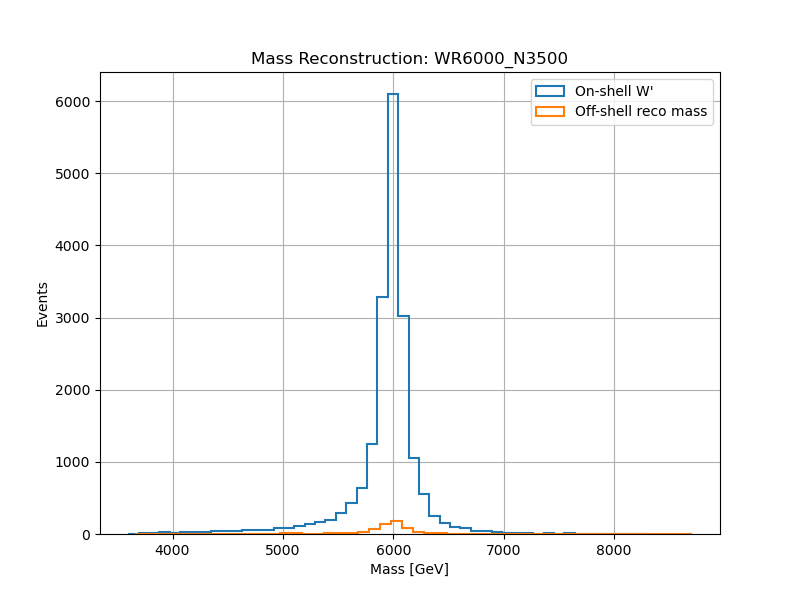 Mass Reconstruction: WR6000_N3500
On-shell W'
Off-shell reco mass
6000
5000
4000
3000
2000
1000
0
Events
4000 5000 6000 7000 8000
Mass [GeV]